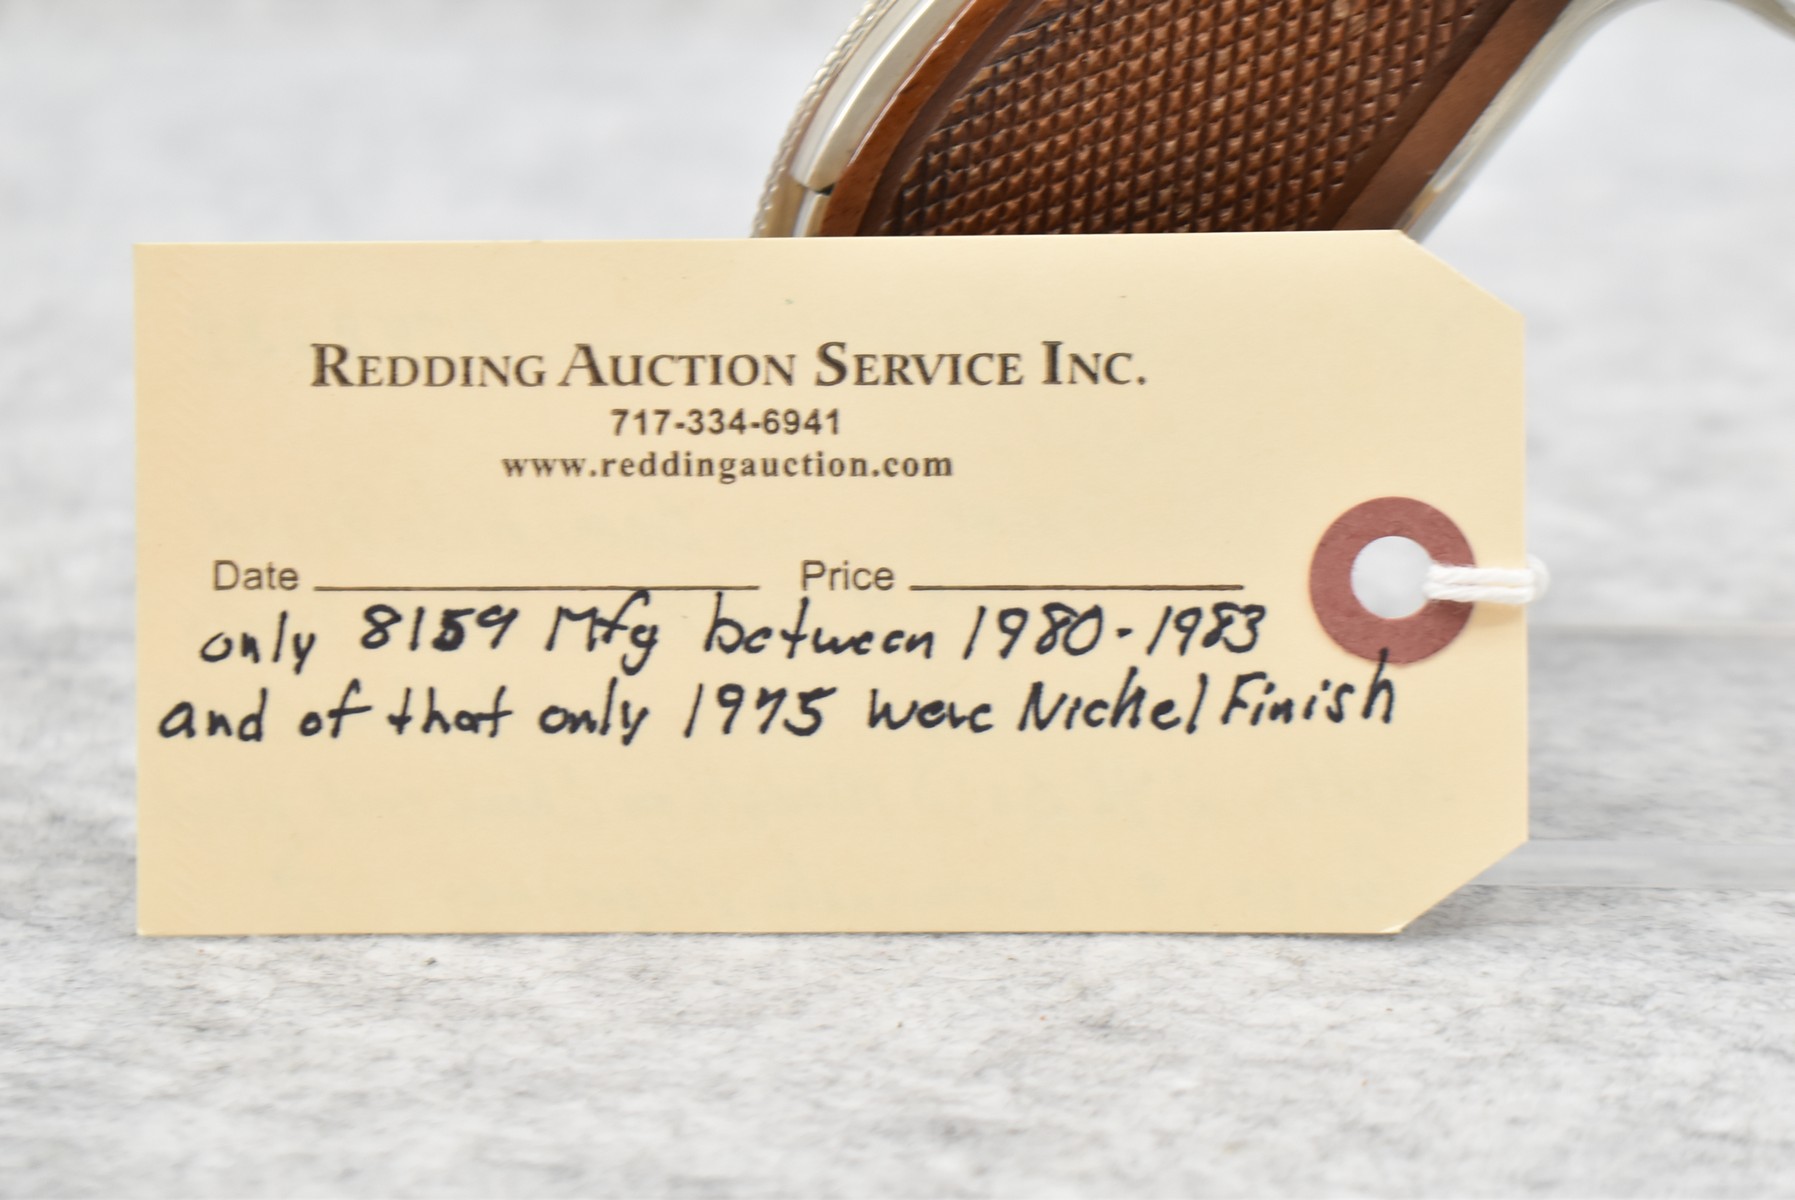 REDDING AUCTION SERVICE INC.
717-334-6941
www.reddingauction.com
Date Price
only 8159 Mfg between 1980-1983
and of that only 1975 were Nickel Finish